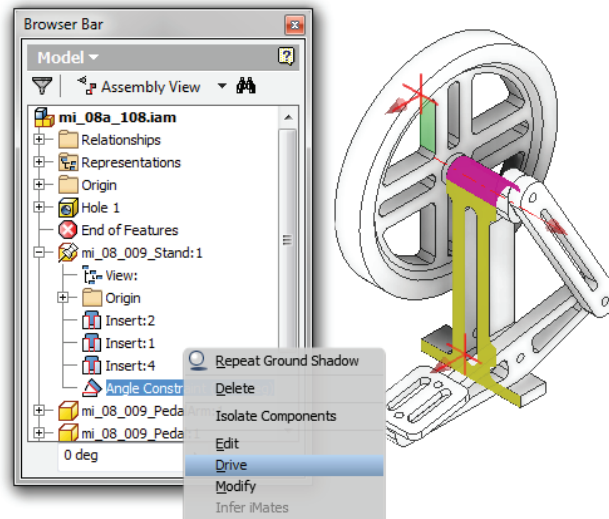 Browser Bar
Model
Assembly View
mi_08a_108.iam
Relationships
Representations
Origin
Hole 1
End of Features
mi_08_009_Stand:1
View:
Origin
Insert:2
Insert:1
Insert:4
Angle Constra
mi_08_009_Peda
mi_08_009_Peda
0 deg
Repeat Ground Shadow
Delete
Isolate Components
Edit
Drive
Modify
Infer iMates